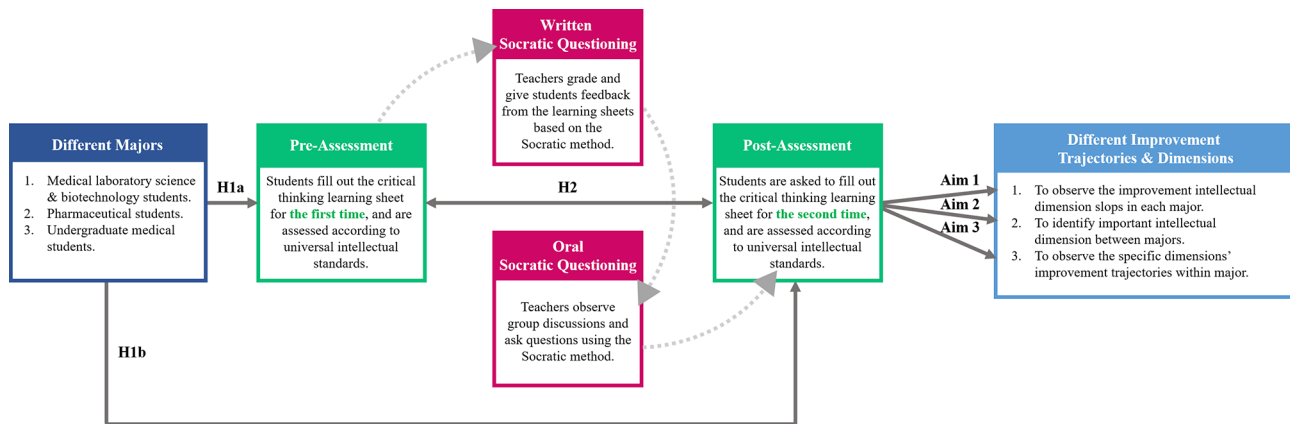 Different Majors
1. Medical laboratory science
& biotechnology students.
2. Pharmaceutical students.
3. Undergraduate medical
students.
H1a
H1b
Pre-Assessment
Students fill out the critical
thinking learning sheet
for the first time, and are
assessed according to
universal intellectual
standards.
Written
Socratic Questioning
Teachers grade and
give students feedback
from the learning sheets
based on the
Socratic method.
H2
Oral
Socratic Questioning
Teachers observe
group discussions and
ask questions using the
Socratic method.
Post-Assessment
Students are asked to fill out
the critical thinking learning
sheet for the second time,
and are assessed according
to universal intellectual
standards.
Aim 1
Aim 2
Aim 3
Different Improvement
Trajectories & Dimensions
1. To observe the improvement intellectual
dimension slops in each major.
2. To identify important intellectual
dimension between majors.
3. To observe the specific dimensions'
improvement trajectories within major.